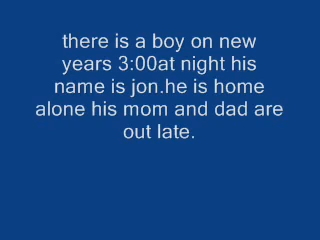 there is a boy on new
years 3:00at night his
name is jon.he is home
alone his mom and dad are
out late.